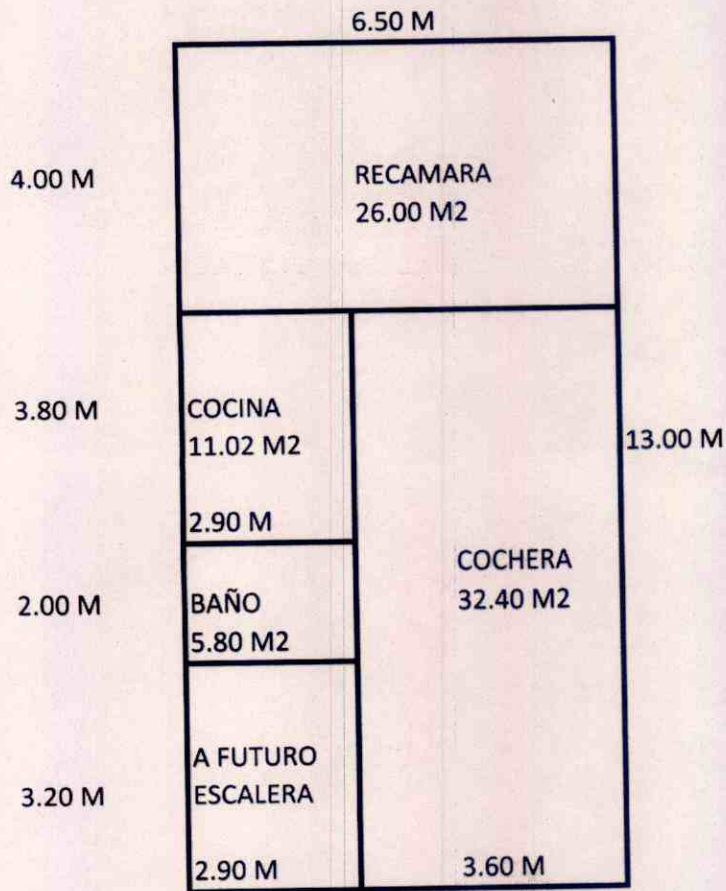 6.50 M
4.00 M
RECAMARA
26.00 M2
3.80 M
COCINA
11.02 M2
2.90 M
13.00 M
COCHERA
32.40 M2
2.00 M
BAÑO
5.80 M2
3.20 M
A FUTURO
ESCALERA
2.90 M
3.60 M